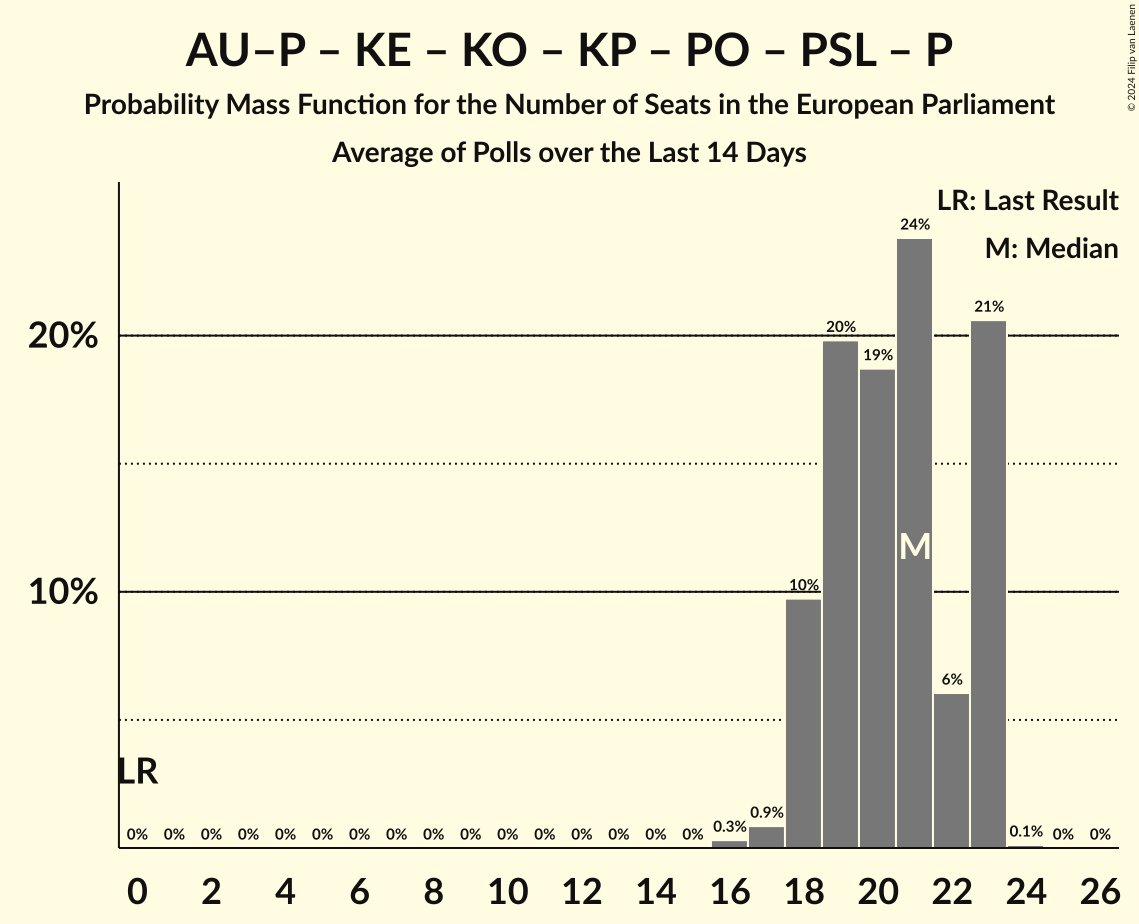 AU–P – KE – KO – KP – PO – PSL – P
Probability Mass Function for the Number of Seats in the European Parliament
Average of Polls over the Last 14 Days
© 2024 Filip van Laenen
LR: Last Result
M: Median
24%
21%
20%
20%
19%
M
10%
10%
6%
LR
0% 0% 0% 0% 0% 0% 0% 0% 0% 0% 0% 0% 0% 0% 0% 0% 0.3% 0.9% 0.1% 0% 0%
0 2 4 6 8 10 12 14 16 18 20 22 24 26